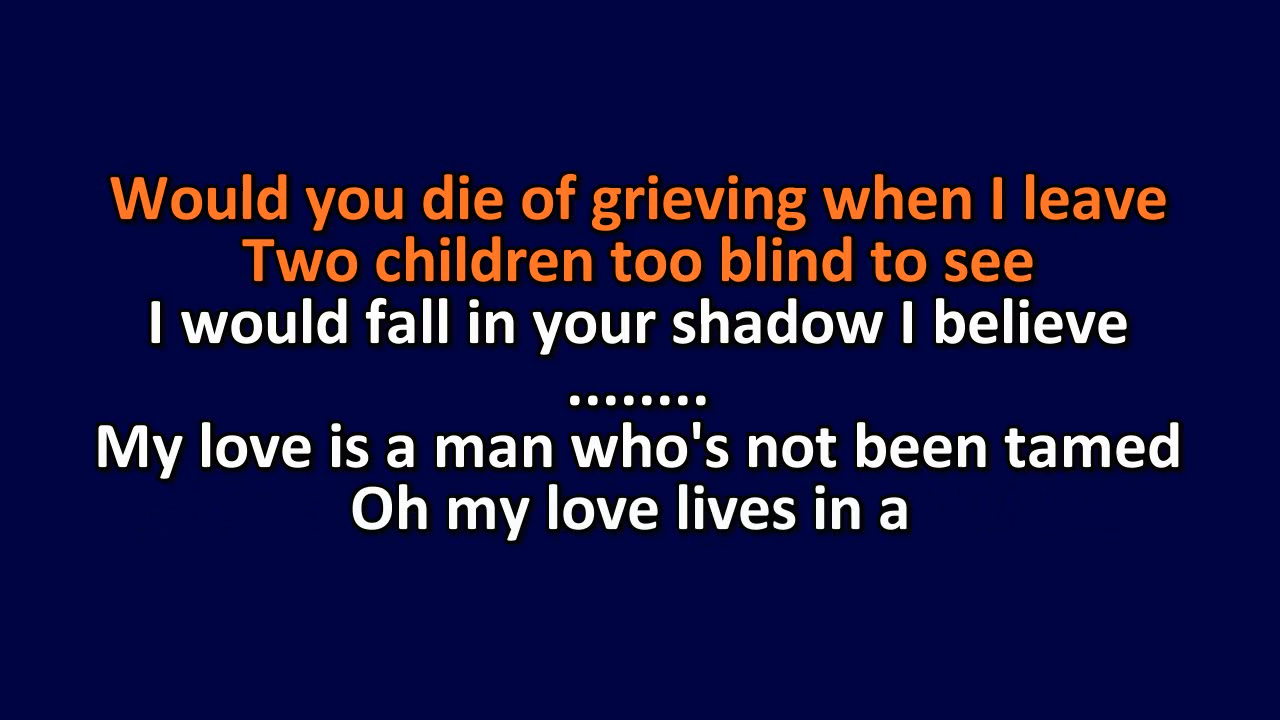 Would you die of grieving when I leave
Two children too blind to see
I would fall in your shadow I believe
........
My love is a man who's not been tamed
Oh my love lives in a